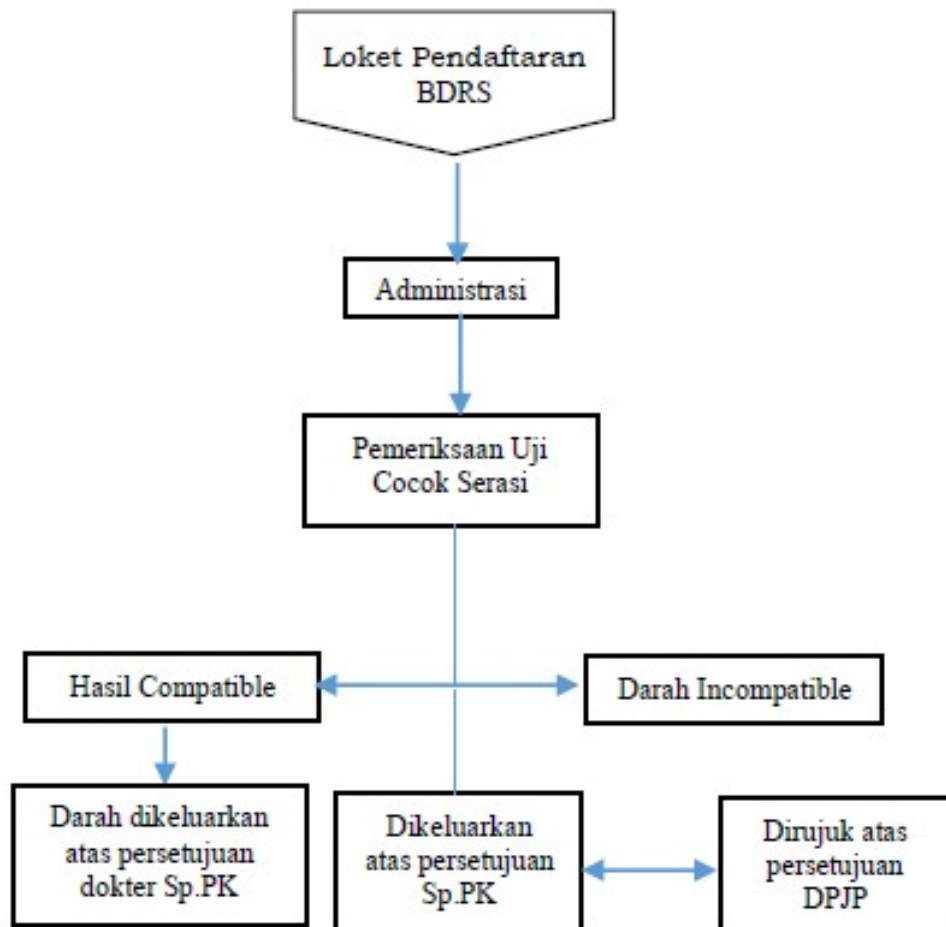 Loket Pendaftaran
BDRS
Administrasi
Pemeriksaan Uji
Cocok Serasi
Hasil Compatible
Darah Incompatible
Darah dikeluarkan
atas persetujuan
dokter Sp.PK
Dikeluarkan
atas persetujuan
Sp.PK
Dirujuk atas
persetujuan
DPJP